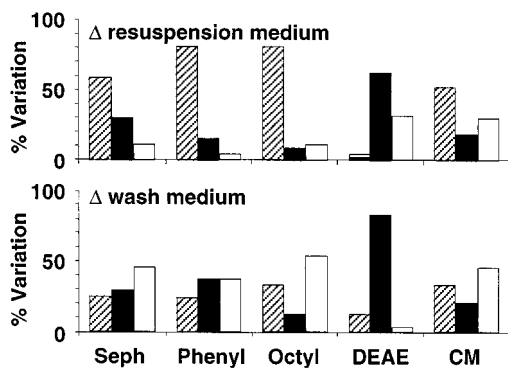 100
Δ resuspension medium
% Variation
50
0
100
Δ wash medium
% Variation
50
0
Seph Phenyl Octyl DEAE CM